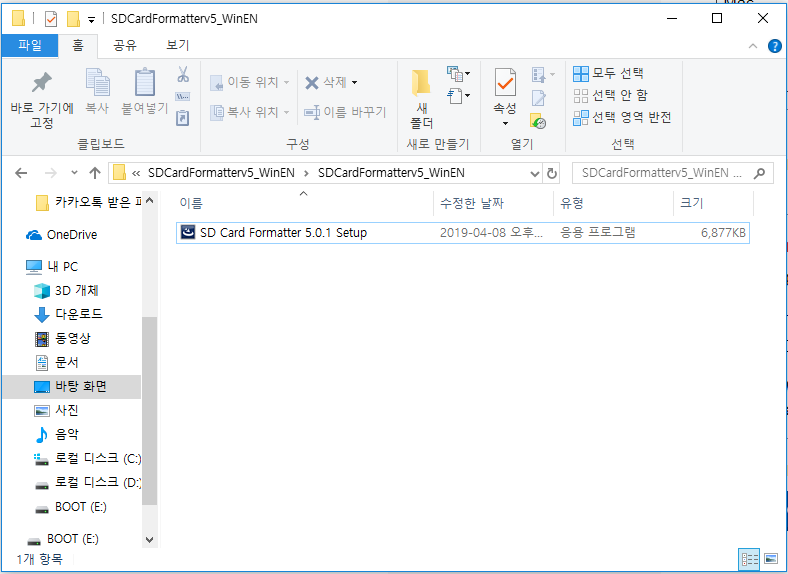 SDCardFormatterv5_WinEN
파일 홈 공유 보기
바로 가기에 고정
복사
붙여넣기
이동 위치
복사 위치
삭제
이름 바꾸기
새 폴더
속성
모두 선택
선택 안 함
선택 영역 반전
클립보드 구성 새로 만들기 열기 선택
« SDCardFormatterv5_WinEN › SDCardFormatterv5_WinEN
SDCardFormatterv5_WinEN ...
이름 수정한 날짜 유형 크기
SD Card Formatter 5.0.1 Setup 2019-04-08 오후... 응용 프로그램 6,877KB
카카오톡 받은
OneDrive
내 PC
3D 개체
다운로드
동영상
문서
바탕 화면
사진
음악
로컬 디스크 (C:)
로컬 디스크 (D:)
BOOT (E:)
BOOT (E:)
1개 항목